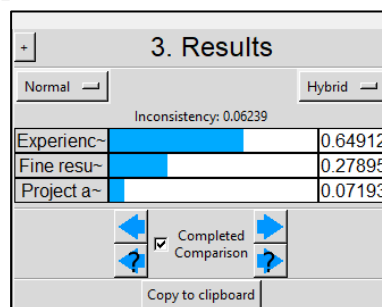 + 3. Results
Normal Hybrid
Inconsistency: 0.06239
Experienc~ 0.64912
Fine resu~ 0.27895
Project a~ 0.07193
Completed
Comparison
? ?
Copy to clipboard